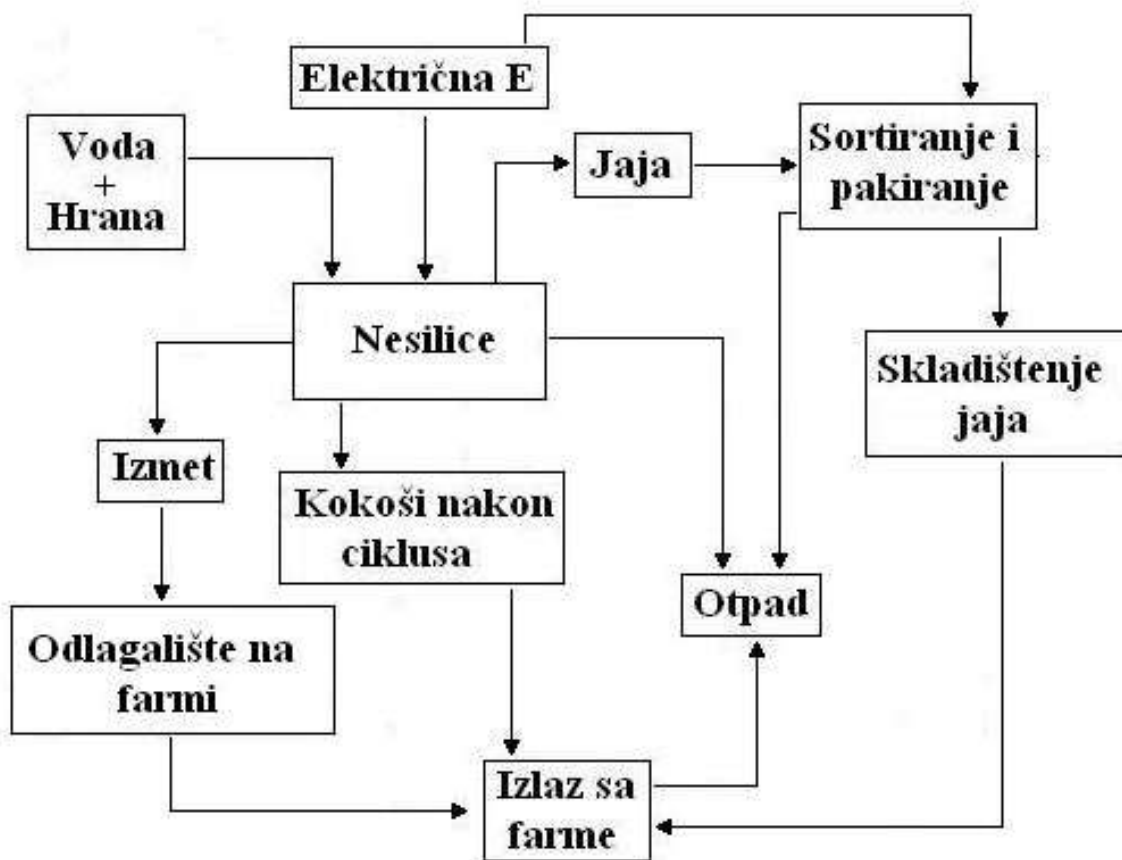 Električna E
Voda
+
Hrana
Jaja
Sortiranje i
pakiranje
Nesilice
Skladištenje
jaja
Izmet
Kokoši nakon
ciklusa
Otpad
Odlagalište na
farmi
Izlaz sa
farme